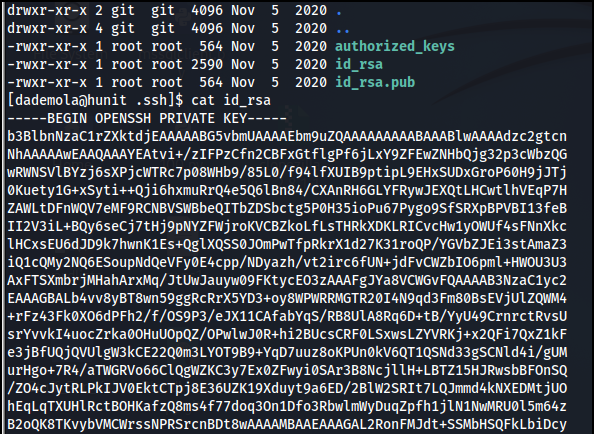 drwxr-xr-x 2 git  git  4096 Nov  5  2020 .
drwxr-xr-x 4 git  git  4096 Nov  5  2020 ..
-rwxr-xr-x 1 root root  564 Nov  5  2020 authorized_keys
-rwxr-xr-x 1 root root 2590 Nov  5  2020 id_rsa
-rwxr-xr-x 1 root root  564 Nov  5  2020 id_rsa.pub
[dademola@hunit .ssh]$ cat id_rsa
-----BEGIN OPENSSH PRIVATE KEY-----
b3BlbnNzaC1rZXktdjEAAAAABG5vbmUAAAAEbm9uZQAAAAAAAAABAAABlwAAAAdzc2gtcn
NhAAAAAwEAAQAAAYEAtvi+/zIFPzCfn2CBFxGtflgPf6jLxY9ZFEwZNHbQjg32p3cWbzQG
wRWNSVlBYzj6sXPjcWTRc7p08WHb9/85L0/f94lfXUIB9ptipL9EHxSUDxGroP60H9jJTj
0Kuety1G+xSyti++Qji6hxmuRrQ4e5Q6lBn84/CXAnRH6GLYFRywJEXQtLHCwtlhVEqP7H
ZAWLtDFnWQV7eMF9RCNBVSWBbeQITbZDSbctg5P0H35ioPu67Pygo9SfSRXpBPVBI13feB
II2V3iL+BQy6seCj7tHj9pNYZFWjroKVCBZkoLfLsTHRkXDKLRICvcHw1yOWUf4sFNnXkc
lHCxsEU6dJD9k7hwnK1Es+QglXQSS0JOmPwTfpRkrX1d27K31roQP/YGVbZJEi3stAmaZ3
iQ1cQMy2NQ6ESoupNdQeVFy0E4cpp/NDyazh/vt2irc6fUN+jdFvCWZbIO6pml+HWOU3U3
AxFTSXmbrjMHahArxMq/JtUwJauyw09FKtycEO3zAAAFgJYa8VCWGvFQAAAAB3NzaC1yc2
EAAAGBALb4vv8yBT8wn59ggRcRrX5YD3+oy8WPWRRMGTR20I4N9qd3Fm80BsEVjUlZQWM4
+rFz43Fk0XO6dPFh2/f/OS9P3/eJX11CAfabYqS/RB8UlA8Rq6D+tB/YyU49CrnrctRvsU
srYvvkI4uocZrka0OHuUOpQZ/OPwlwJ0R+hi2BUcsCRF0LSxwsLZYVRKj+x2QFi7QxZ1kF
e3jBfUQjQVUlgW3kCE22Q0m3LYOT9B9+YqD7uuz8oKPUn0kV6QT1QSNd33gSCNld4i/gUM
urHgo+7R4/aTWGRVo66ClQgWZKC3y7Ex0ZFwyi0SAr3B8NcjllH+LBTZ15HJRwsbBFOnSQ
/ZO4cJytRLPkIJV0EktCTpj8E36UZK19Xduyt9a6ED/2BlW2SRIt7LQJmmd4kNXEDMtjUO
hEqLqTXUHlRctBOHKafzQ8ms4f77doq3On1Dfo3RbwlmWyDuqZpfh1jlN1NwMRU0l5m64z
B2oQK8TKvybVMCWrssNPRSrcnBDt8wAAAAMBAAEAAAGAL2RonFMJdt+SSMbHSQFkLbiDcy